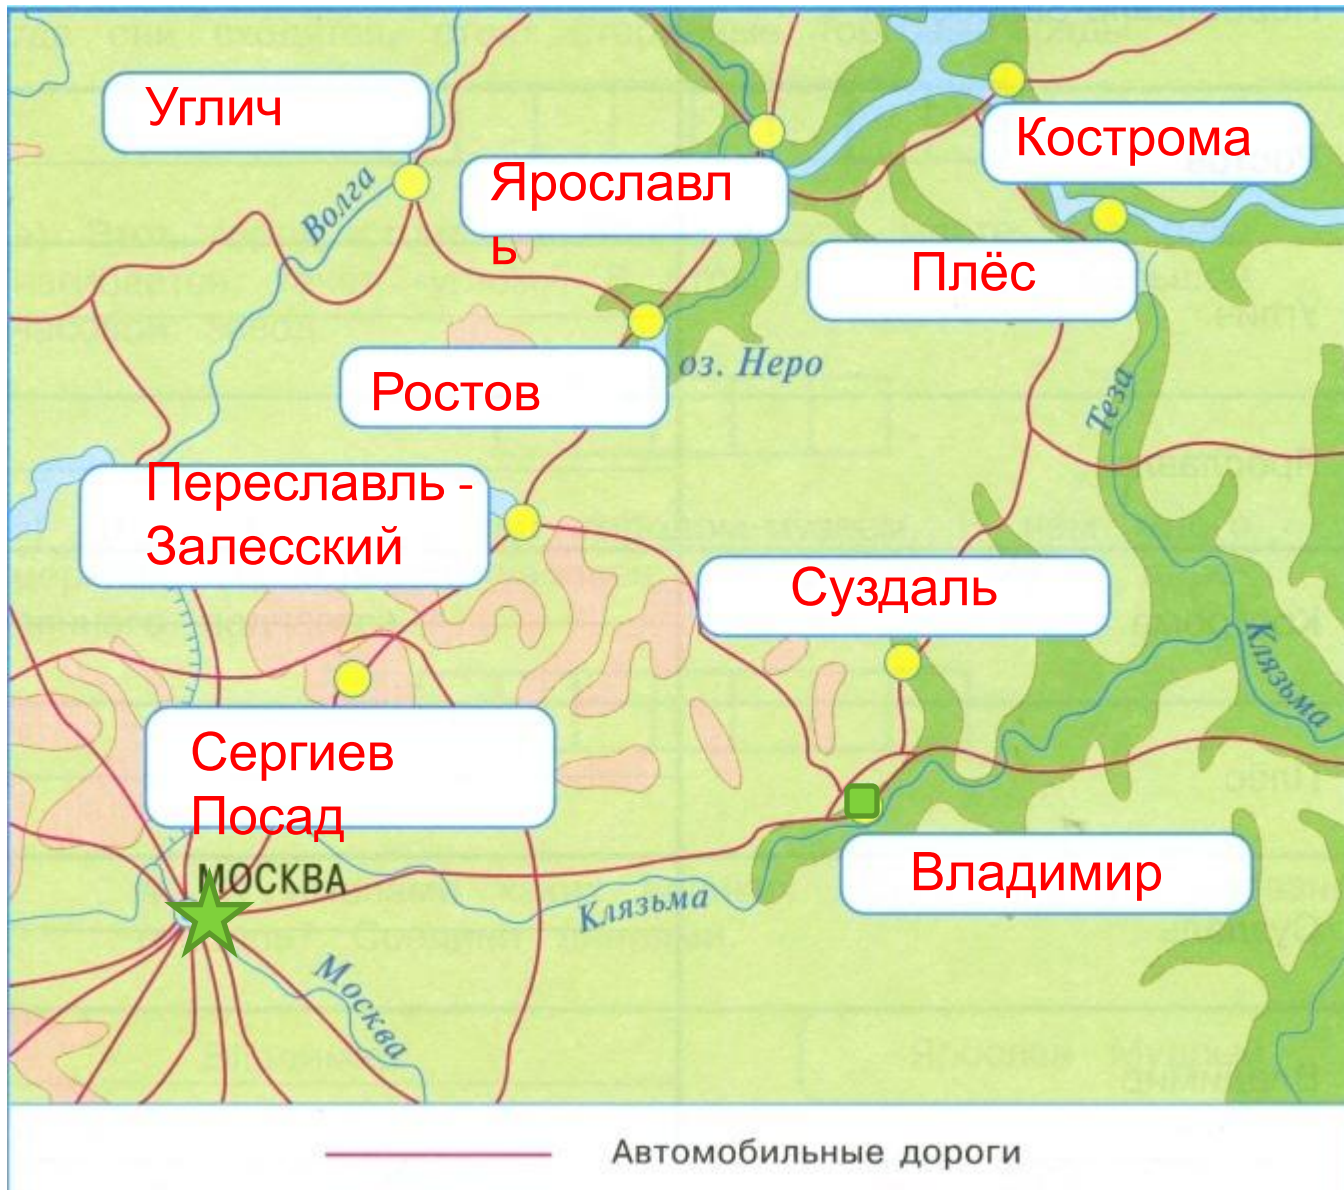 Углич
Кострома
Ярославл
ь
Волга
Плёс
Ростов
оз. Неро
Теза
Переславль -
Залесский
Суздаль
Клязьма
Сергиев
Посад
МОСКВА
Владимир
Клязьма
Москва
Автомобильные дороги